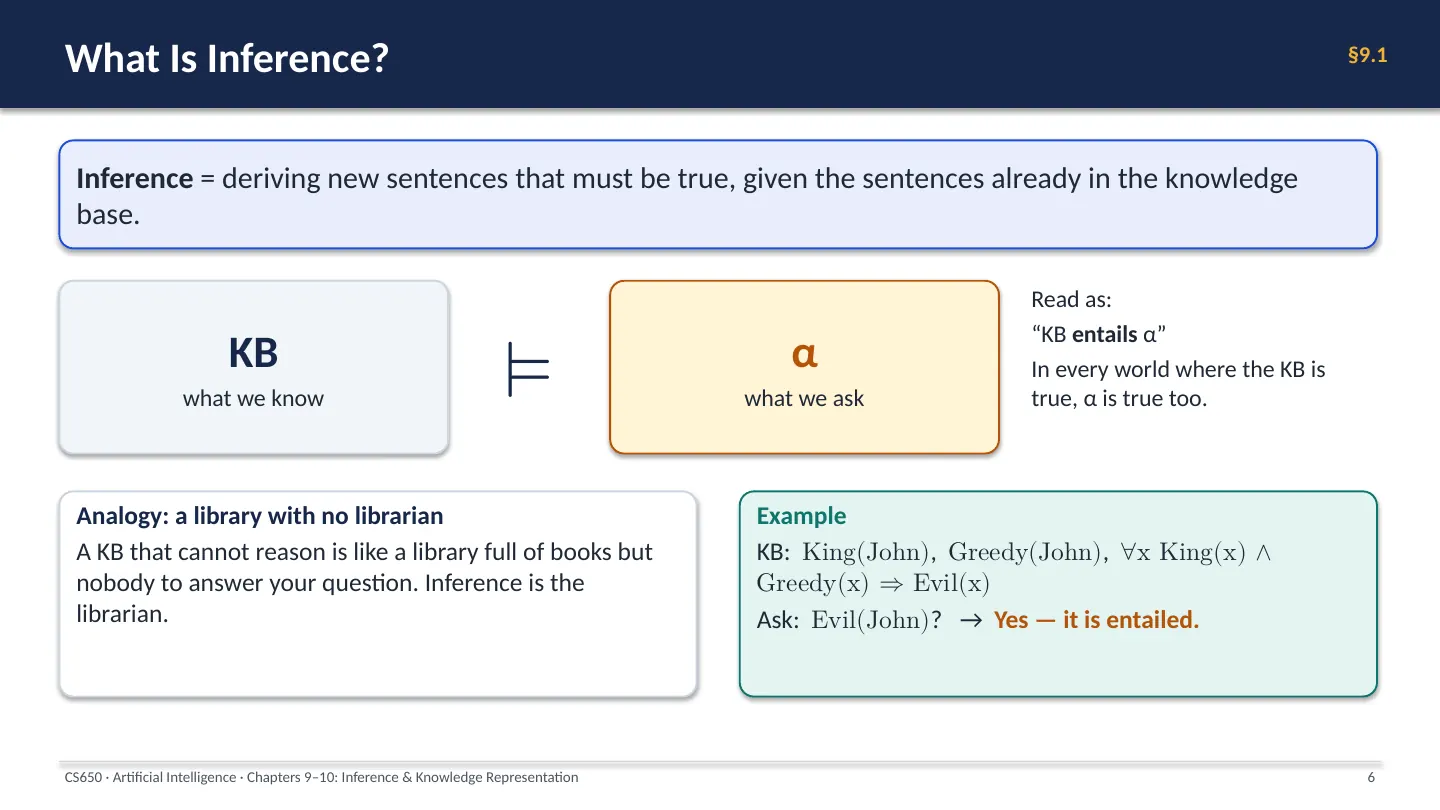 What Is Inference?
§9.1
Inference = deriving new sentences that must be true, given the sentences already in the knowledge
base.
KB
what we know
⊨
α
what we ask
Read as:
“KB entails α”
In every world where the KB is
true, α is true too.
Analogy: a library with no librarian
A KB that cannot reason is like a library full of books but
nobody to answer your question. Inference is the
librarian.
Example
KB: King(John), Greedy(John), ∀x King(x) ∧
Greedy(x) ⇒ Evil(x)
Ask: Evil(John)? → Yes — it is entailed.
CS650 · Artificial Intelligence · Chapters 9–10: Inference & Knowledge Representation
6